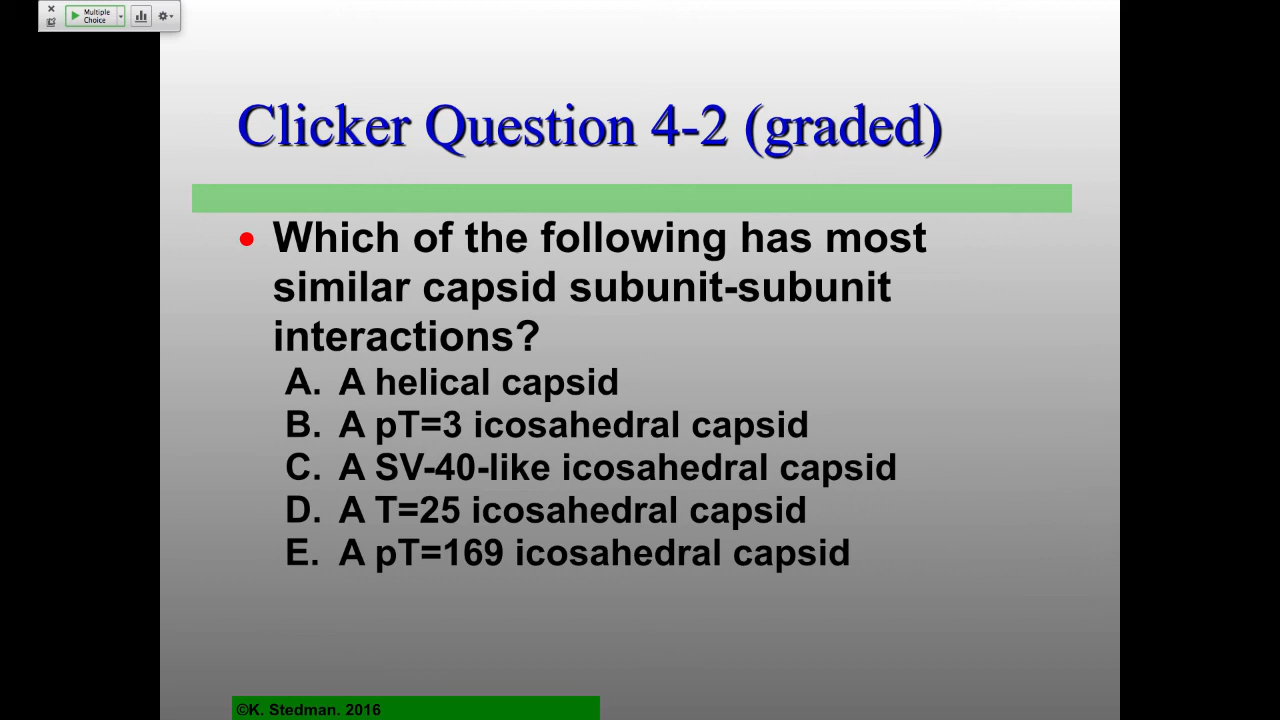 Multiple
Choice
Clicker Question 4-2 (graded)
Which of the following has most
similar capsid subunit-subunit
interactions?
A. A helical capsid
B. A pT=3 icosahedral capsid
C. A SV-40-like icosahedral capsid
D. A T=25 icosahedral capsid
E. A pT=169 icosahedral capsid
©K. Stedman. 2016